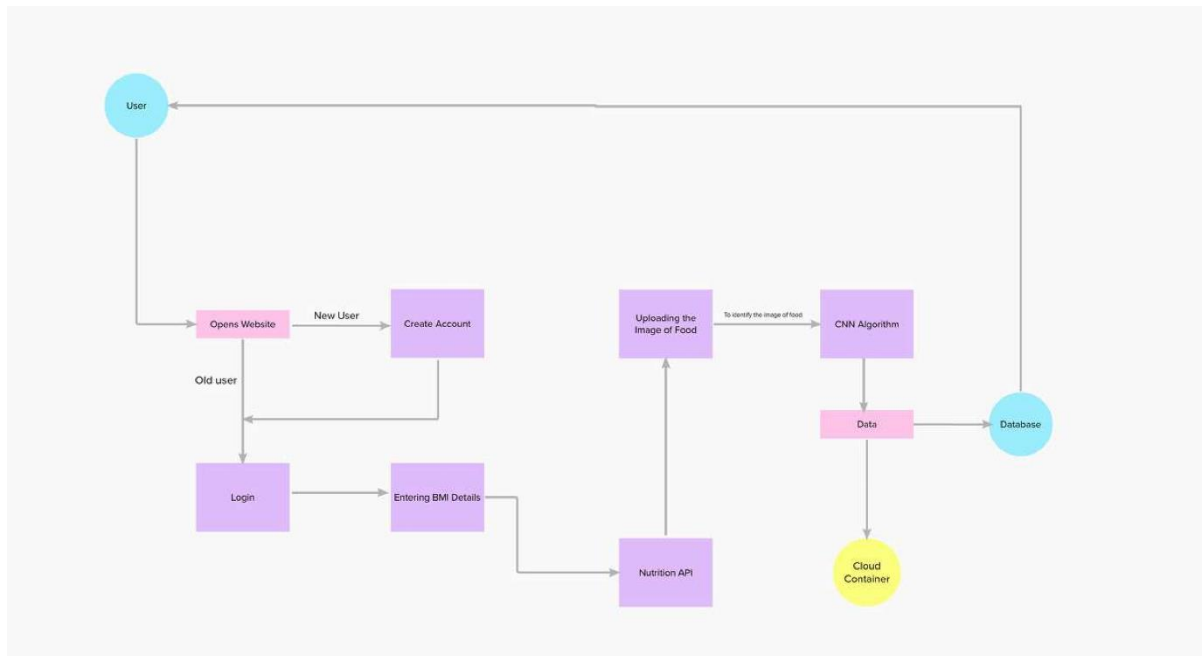 User
Opens Website
New User
Create Account
Old user
Login
Entering BMI Details
Nutrition API
Uploading the
Image of Food
To identify the image of food
CNN Algorithm
Data
Database
Cloud
Container